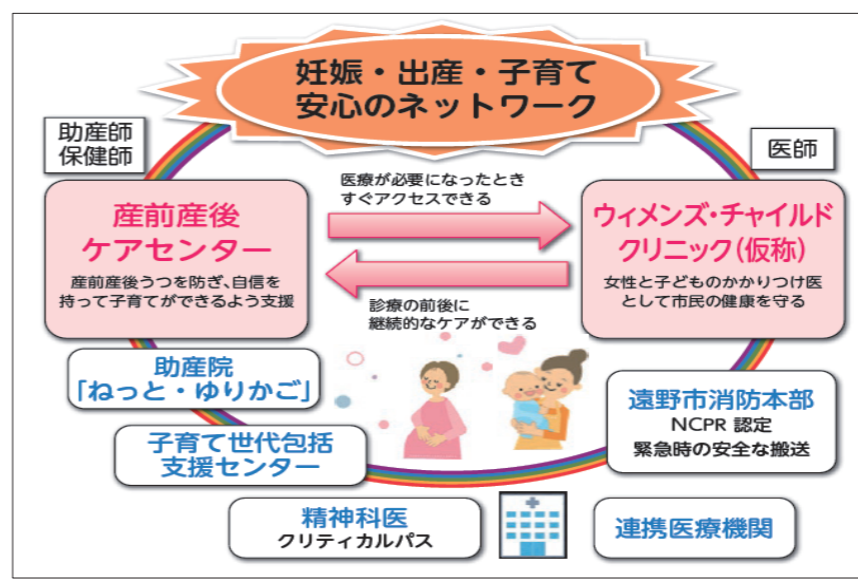 妊娠・出産・子育て
安心のネットワーク
助産師
保健師
医師
産前産後
ケアセンター
産前産後うつを防ぎ、自信を
持って子育てができるよう支援
医療が必要になったとき
すぐアクセスできる
診療の前後に
継続的なケアができる
ウィメンズ・チャイルド
クリニック(仮称)
女性と子どものかかりつけ医
として市民の健康を守る
助産院
「ねっと・ゆりかご」
子育て世代包括
支援センター
遠野市消防本部
NCPR 認定
緊急時の安全な搬送
精神科医
クリティカルパス
連携医療機関